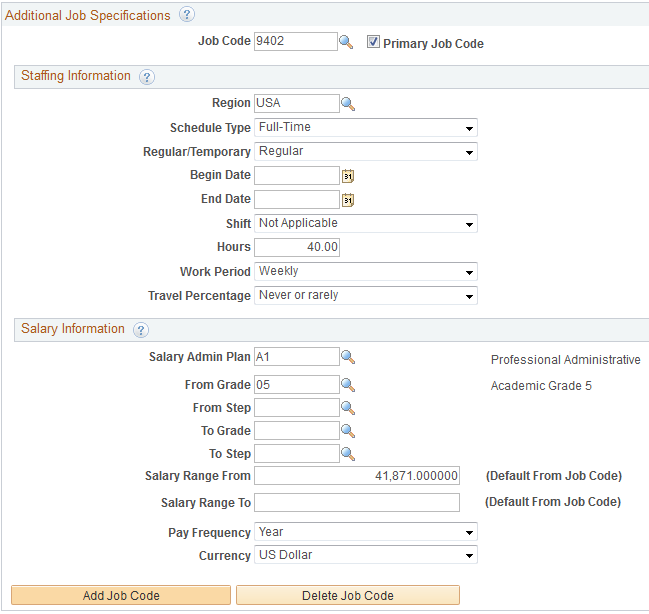 Additional Job Specifications ?
Job Code 9402 Primary Job Code
Staffing Information ?
Region USA
Schedule Type Full-Time
Regular/Temporary Regular
Begin Date 31
End Date 31
Shift Not Applicable
Hours 40.00
Work Period Weekly
Travel Percentage Never or rarely
Salary Information ?
Salary Admin Plan A1 Professional Administrative
From Grade 05 Academic Grade 5
From Step
To Grade
To Step
Salary Range From 41,871.000000 (Default From Job Code)
Salary Range To (Default From Job Code)
Pay Frequency Year
Currency US Dollar
Add Job Code Delete Job Code